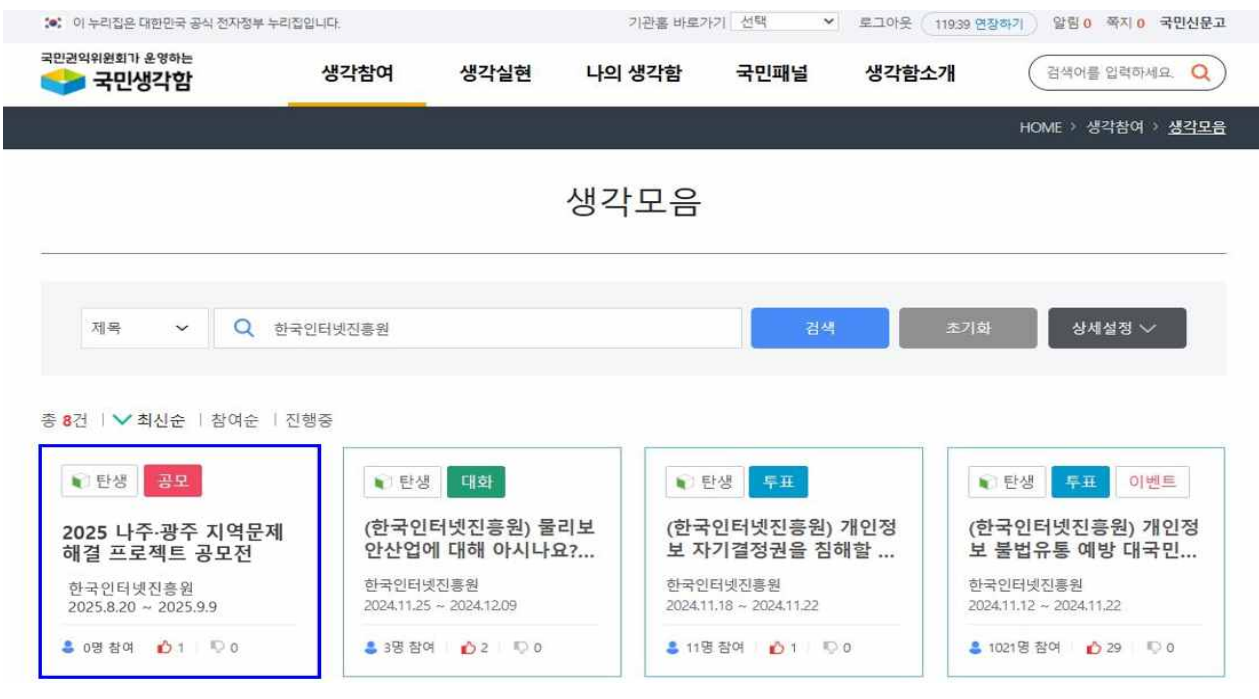 이 누리집은 대한민국 공식 전자정부 누리집입니다.
기관홈 바로가기 선택 로그아웃 119:39 연장하기 알림 0 쪽지 0 국민신문고
국민권익위원회가 운영하는
국민생각함
생각참여 생각실현 나의 생각함 국민패널 생각함소개 검색어를 입력하세요.
HOME > 생각참여 > 생각모음
생각모음
제목 한국인터넷진흥원 검색 초기화 상세설정
총 8건 최신순 참여순 진행중
탄생 공모
2025 나주·광주 지역문제
해결 프로젝트 공모전
한국인터넷진흥원
2025.8.20 ~ 2025.9.9
0명 참여 1 0
탄생 대화
(한국인터넷진흥원) 물리보
안산업에 대해 아시나요?...
한국인터넷진흥원
2024.11.25 ~ 2024.12.09
3명 참여 2 0
탄생 투표
(한국인터넷진흥원) 개인정
보 자기결정권을 침해할 ...
한국인터넷진흥원
2024.11.18 ~ 2024.11.22
11명 참여 1 0
탄생 투표 이벤트
(한국인터넷진흥원) 개인정
보 불법유통 예방 대국민...
한국인터넷진흥원
2024.11.12 ~ 2024.11.22
1021명 참여 29 0